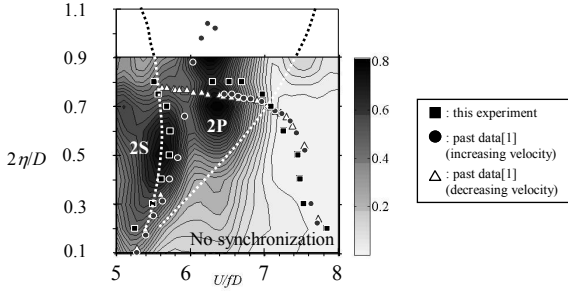 1.1
0.9
0.7
0.5
0.3
0.1
2η/D
5
6
7
8
U/fD
2S
2P
No synchronization
0.8
0.6
0.4
0.2
: this experiment
: past data[1]
(increasing velocity)
: past data[1]
(decreasing velocity)